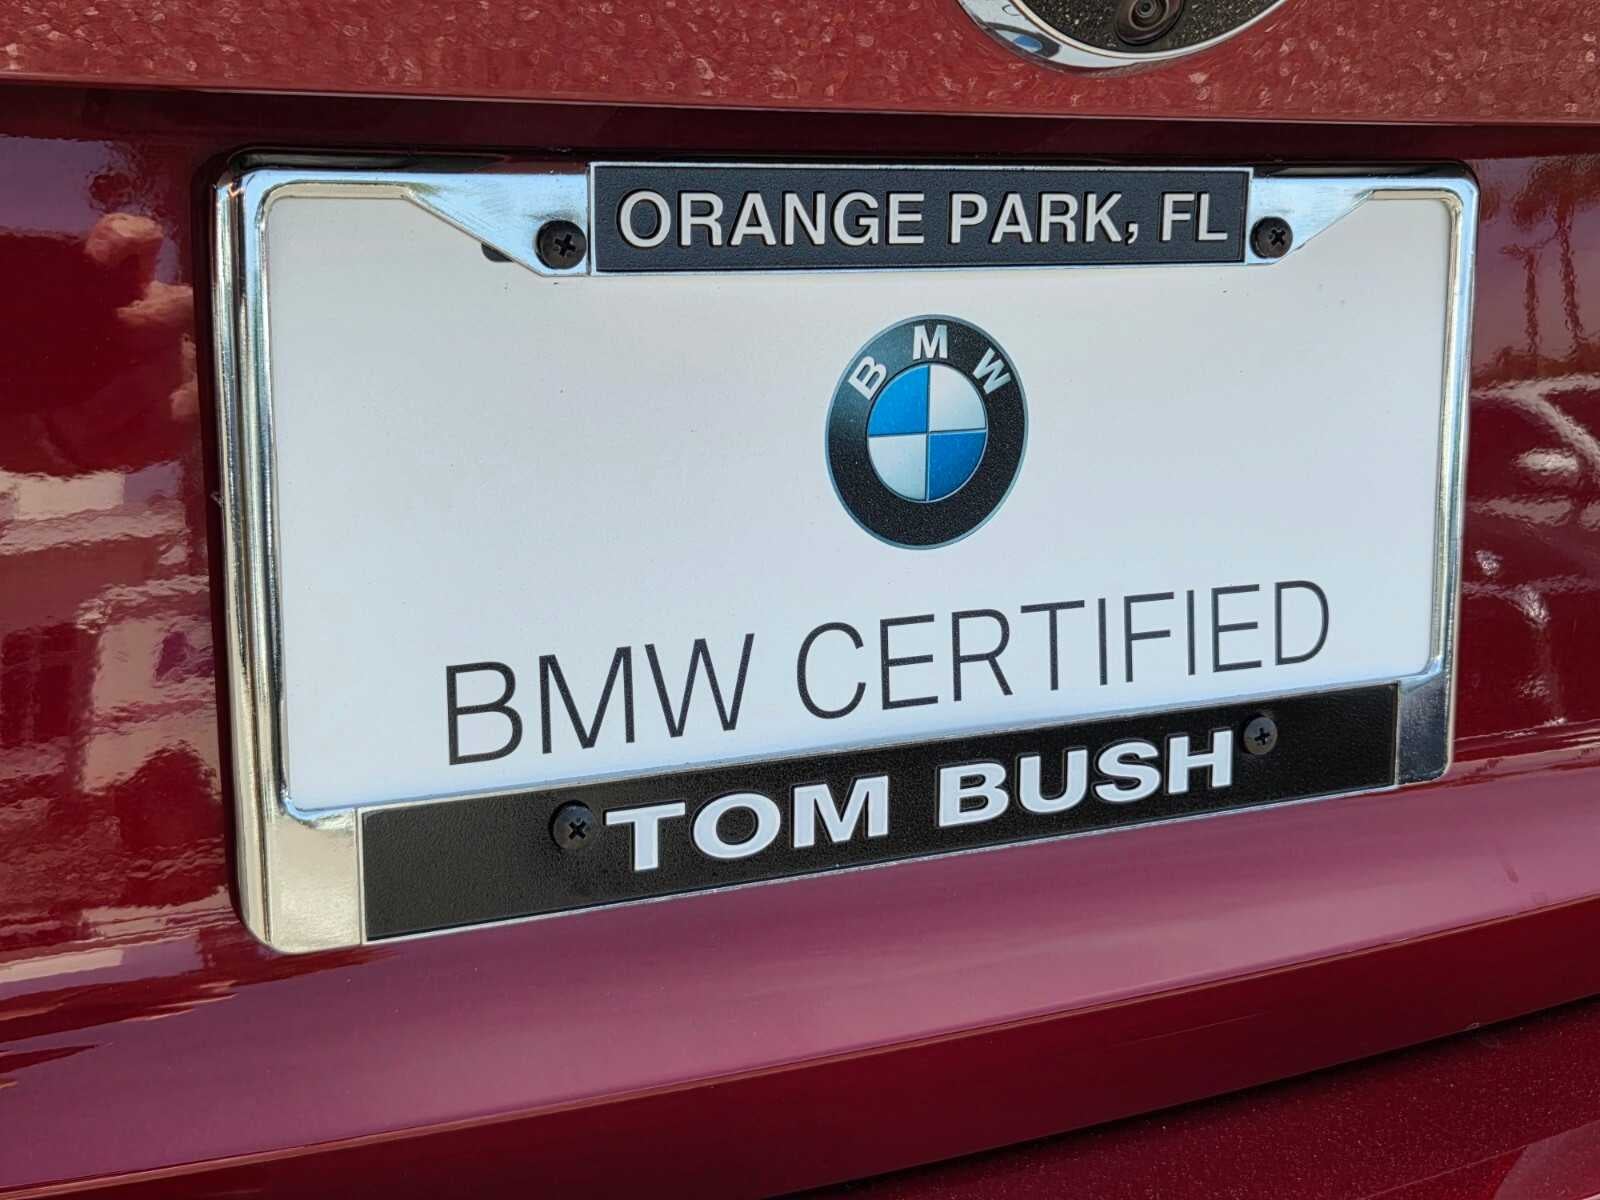 ORANGE PARK, FL
BMW
BMW CERTIFIED
TOM BUSH